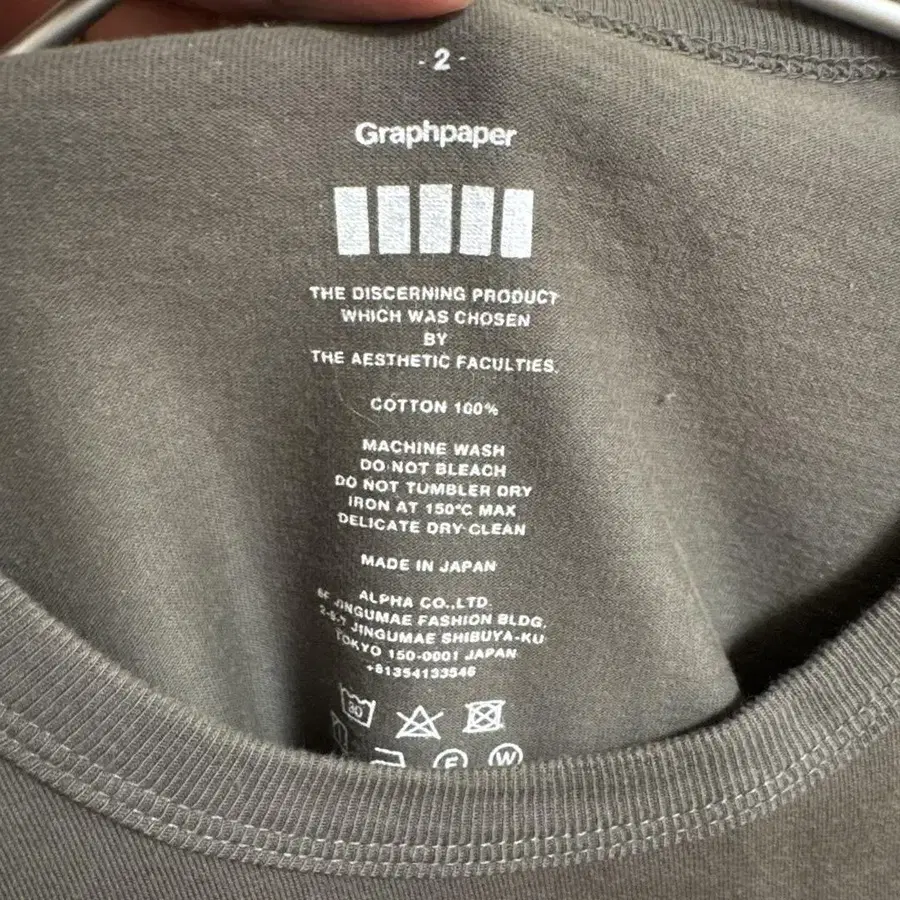 - 2 -
Graphpaper
THE DISCERNING PRODUCT
WHICH WAS CHOSEN
BY
THE AESTHETIC FACULTIES.
COTTON 100%
MACHINE WASH
DO NOT BLEACH
DO NOT TUMBLER DRY
IRON AT 150°C MAX
DELICATE DRY CLEAN
MADE IN JAPAN
ALPHA CO.,LTD.
JINGUMAE FASHION BLDG.
JINGUMAE SHIBUYA-KU
TOKYO 150-0001 JAPAN
+81354133546
30
F W